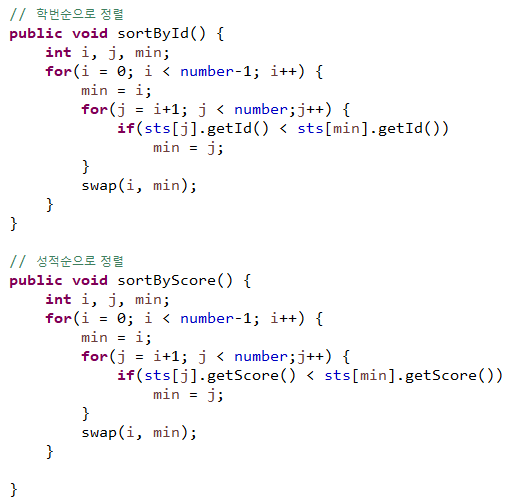 // 학번순으로 정렬
public void sortById() {
    int i, j, min;
    for(i = 0; i < number-1; i++) {
        min = i;
        for(j = i+1; j < number;j++) {
            if(sts[j].getId() < sts[min].getId())
                min = j;
        }
        swap(i, min);
    }
}

// 성적순으로 정렬
public void sortByScore() {
    int i, j, min;
    for(i = 0; i < number-1; i++) {
        min = i;
        for(j = i+1; j < number;j++) {
            if(sts[j].getScore() < sts[min].getScore())
                min = j;
        }
        swap(i, min);
    }

}